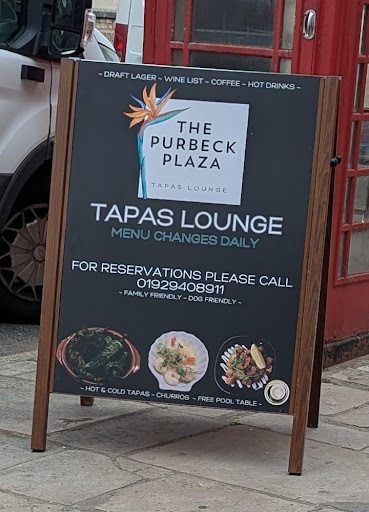 ~ DRAFT LAGER ~ WINE LIST ~ COFFEE ~ HOT DRINKS ~
THE
PURBECK
PLAZA
TAPAS LOUNGE
TAPAS LOUNGE
MENU CHANGES DAILY
FOR RESERVATIONS PLEASE CALL
01929408911
~ FAMILY FRIENDLY ~ DOG FRIENDLY ~
~ HOT & COLD TAPAS ~ CHURROS ~ FREE POOL TABLE ~